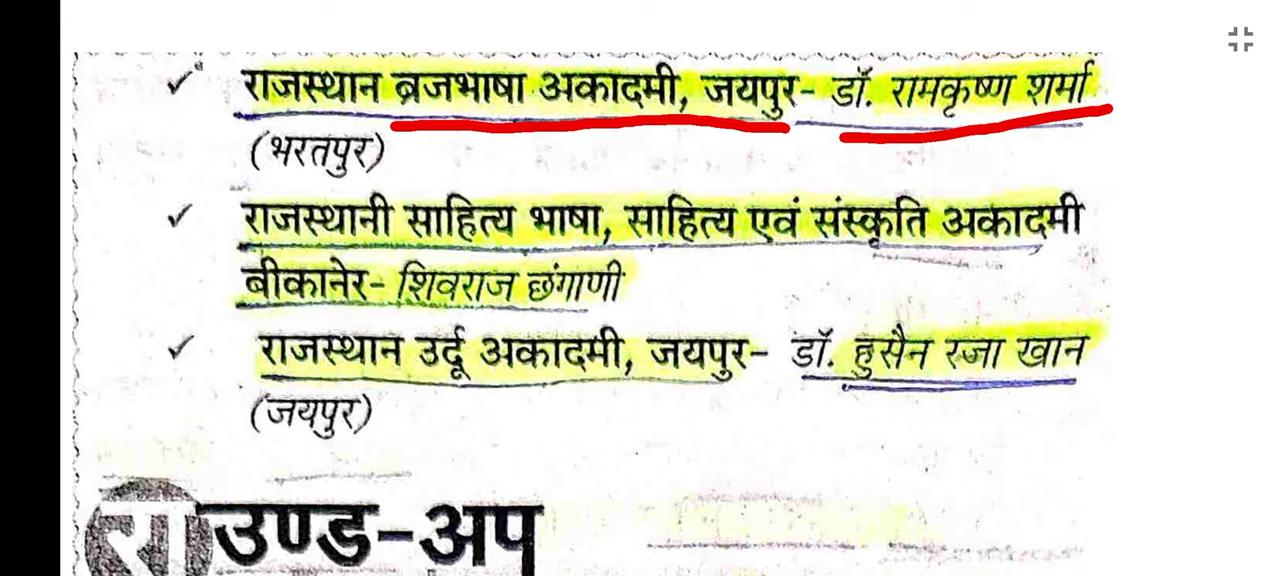 राजस्थान ब्रजभाषा अकादमी, जयपुर- डॉ. रामकृष्ण शर्मा
(भरतपुर)
राजस्थानी साहित्य भाषा, साहित्य एवं संस्कृति अकादमी
बीकानेर- शिवराज छंगाणी
राजस्थान उर्दू अकादमी, जयपुर- डॉ. हुसैन रजा खान
(जयपुर)
राउण्ड-अप